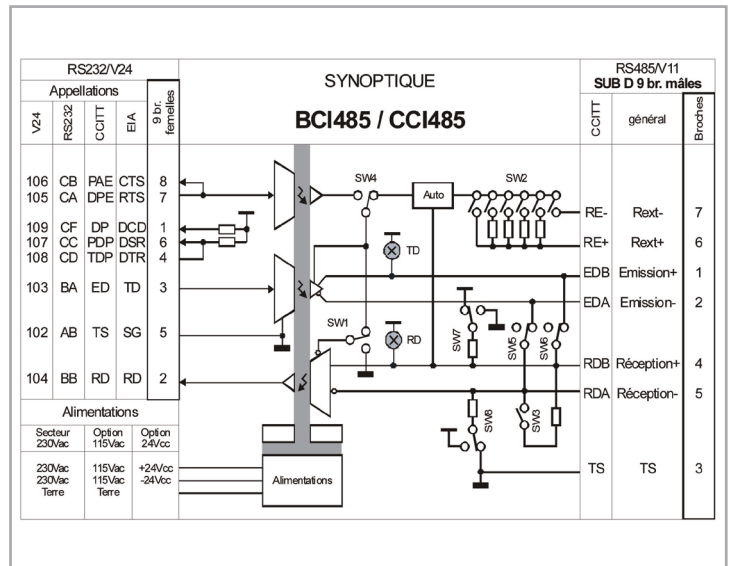 RS232/V24
Appellations
V24 RS232 CCITT EIA 9 br. femelles
106 CB PAE CTS 8
105 CA DPE RTS 7
109 CF DP DCD 1
107 CC PDP DSR 6
108 CD TDP DTR 4
103 BA ED TD 3
102 AB TS SG 5
104 BB RD RD 2
Alimentations
Secteur Option Option
230Vac 115Vac 24Vcc
230Vac 115Vac +24Vcc
230Vac 115Vac -24Vcc
Terre Terre
SYNOPTIQUE
BCI485 / CCI485
SW4
Auto
SW2
TD
SW1
RD
SW7
SW5
SW6
SW8
SW3
Alimentations
RS485/V11
SUB D 9 br. mâles
CCITT général Broches
RE- Rext- 7
RE+ Rext+ 6
EDB Emission+ 1
EDA Emission- 2
RDB Réception+ 4
RDA Réception- 5
TS TS 3